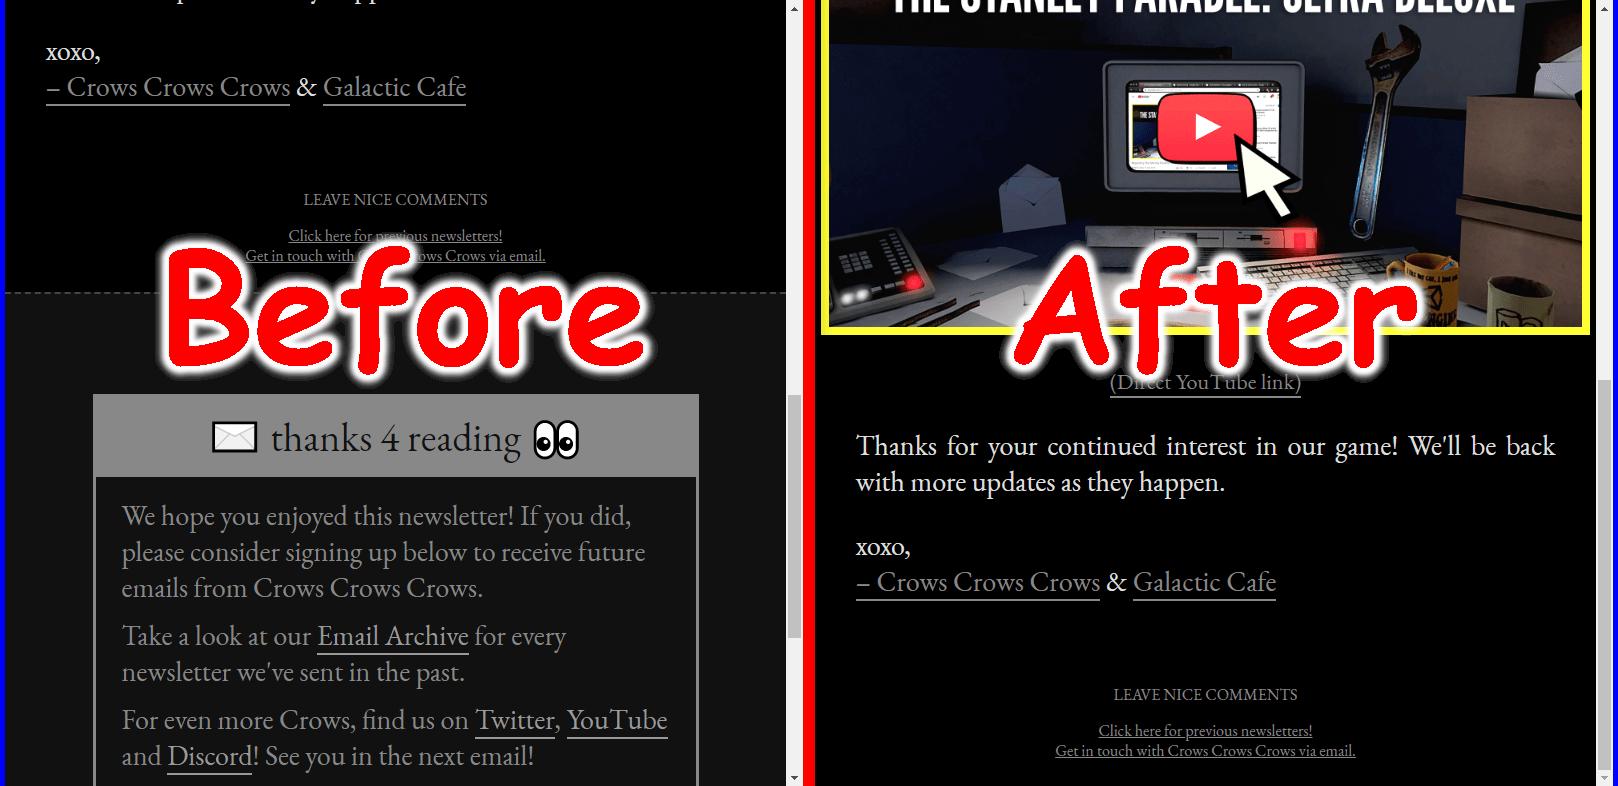 xoxo,
– Crows Crows Crows & Galactic Cafe
LEAVE NICE COMMENTS
Click here for previous newsletters!
Get in touch with Crows Crows via email.
Before
✉ thanks 4 reading 👀
We hope you enjoyed this newsletter! If you did,
please consider signing up below to receive future
emails from Crows Crows Crows.
Take a look at our Email Archive for every
newsletter we've sent in the past.
For even more Crows, find us on Twitter, YouTube
and Discord! See you in the next email!
THE STANLEY PARABLE: ULTRA DELUXE
After
(Direct YouTube link)
Thanks for your continued interest in our game! We'll be back
with more updates as they happen.
xoxo,
– Crows Crows Crows & Galactic Cafe
LEAVE NICE COMMENTS
Click here for previous newsletters!
Get in touch with Crows Crows Crows via email.